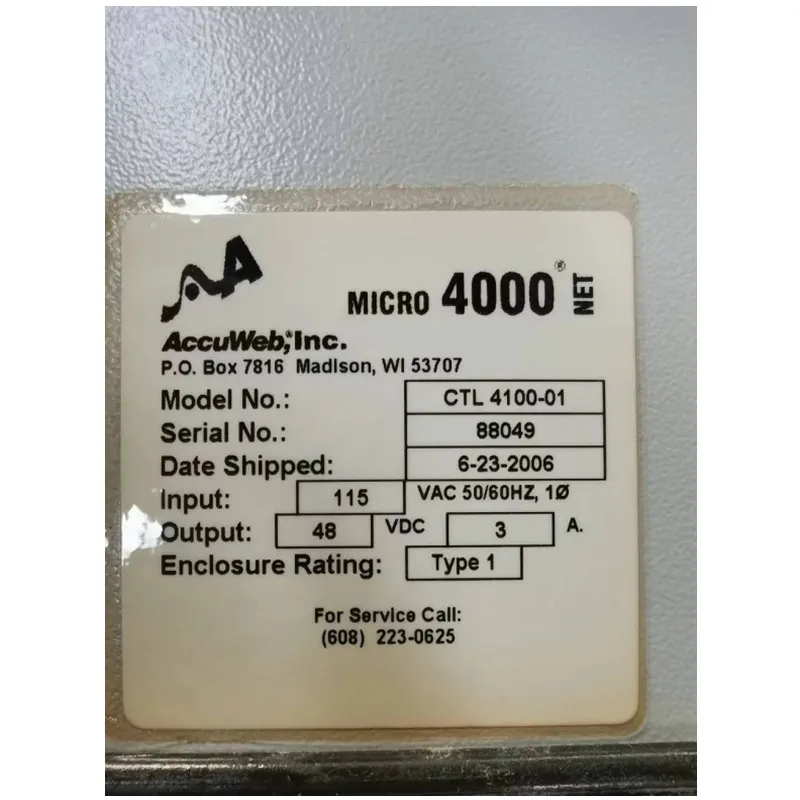 MICRO 4000® NET
AccuWeb,® Inc.
P.O. Box 7816 Madison, WI 53707
Model No.: CTL 4100-01
Serial No.: 88049
Date Shipped: 6-23-2006
Input: 115 VAC 50/60HZ, 1Ø
Output: 48 VDC 3 A.
Enclosure Rating: Type 1
For Service Call:
(608) 223-0625